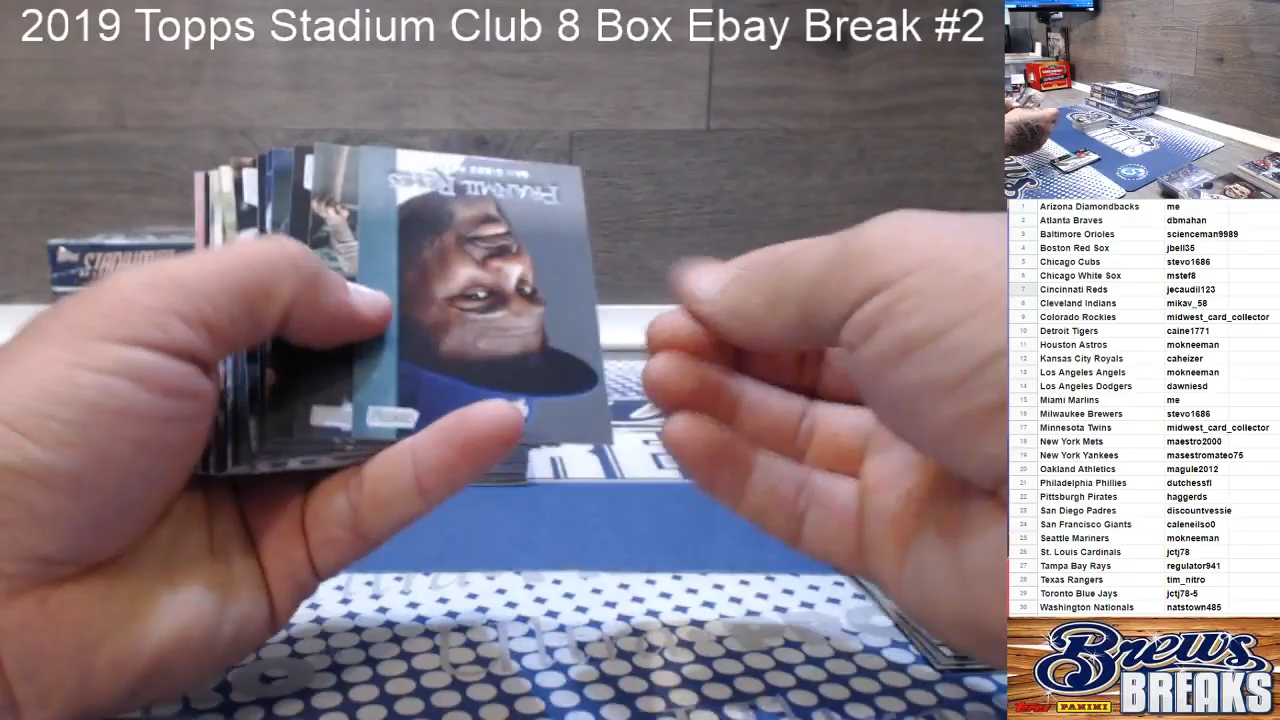 2019 Topps Stadium Club 8 Box Ebay Break #2
FRANMIL REYES
1 Arizona Diamondbacks me
2 Atlanta Braves dbmahan
3 Baltimore Orioles scienceman9989
4 Boston Red Sox jbell35
5 Chicago Cubs stevo1686
6 Chicago White Sox mstef8
7 Cincinnati Reds jecaudil123
8 Cleveland Indians mikav_58
9 Colorado Rockies midwest_card_collector
10 Detroit Tigers caine1771
11 Houston Astros mokneeman
12 Kansas City Royals caheizer
13 Los Angeles Angels mokneeman
14 Los Angeles Dodgers dawniesd
15 Miami Marlins me
16 Milwaukee Brewers stevo1686
17 Minnesota Twins midwest_card_collector
18 New York Mets maestro2000
19 New York Yankees masestromateo75
20 Oakland Athletics magule2012
21 Philadelphia Phillies dutchessfl
22 Pittsburgh Pirates haggerds
23 San Diego Padres discountvessie
24 San Francisco Giants caleneilso0
25 Seattle Mariners mokneeman
26 St. Louis Cardinals jctj78
27 Tampa Bay Rays regulator941
28 Texas Rangers tim_nitro
29 Toronto Blue Jays jctj78-5
30 Washington Nationals natstown485
Brews
BREAKS
Topps PANINI